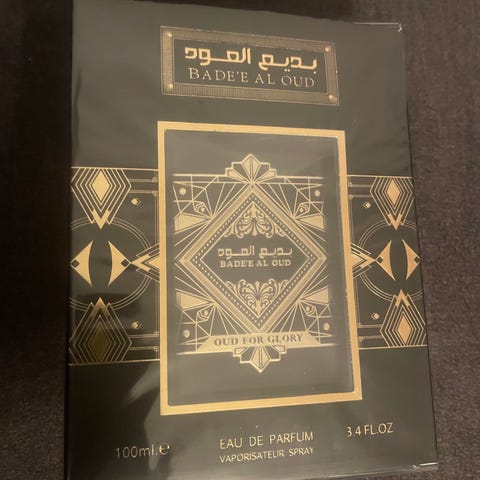 بديع العود
BADE'E AL OUD
بديع العود
BADE'E AL OUD
OUD FOR GLORY
100ml.e
EAU DE PARFUM
3.4 FL.OZ
VAPORISATEUR SPRAY